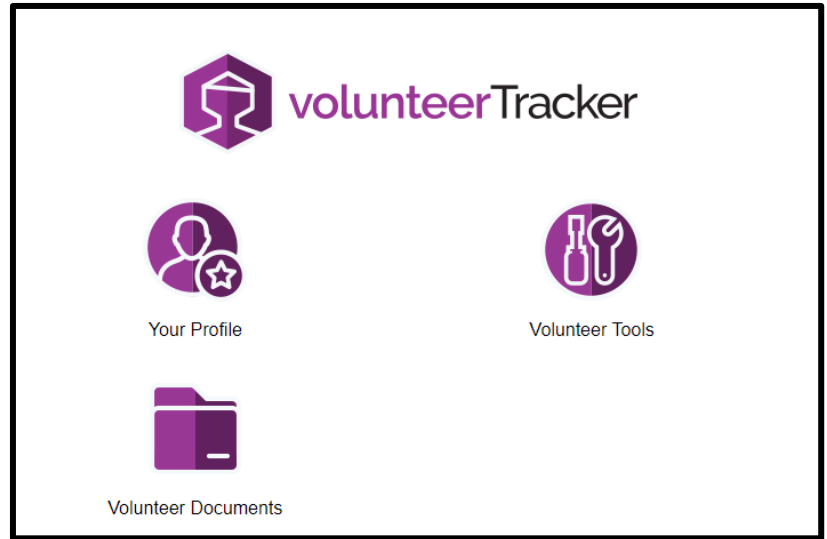 volunteerTracker
Your Profile
Volunteer Tools
Volunteer Documents